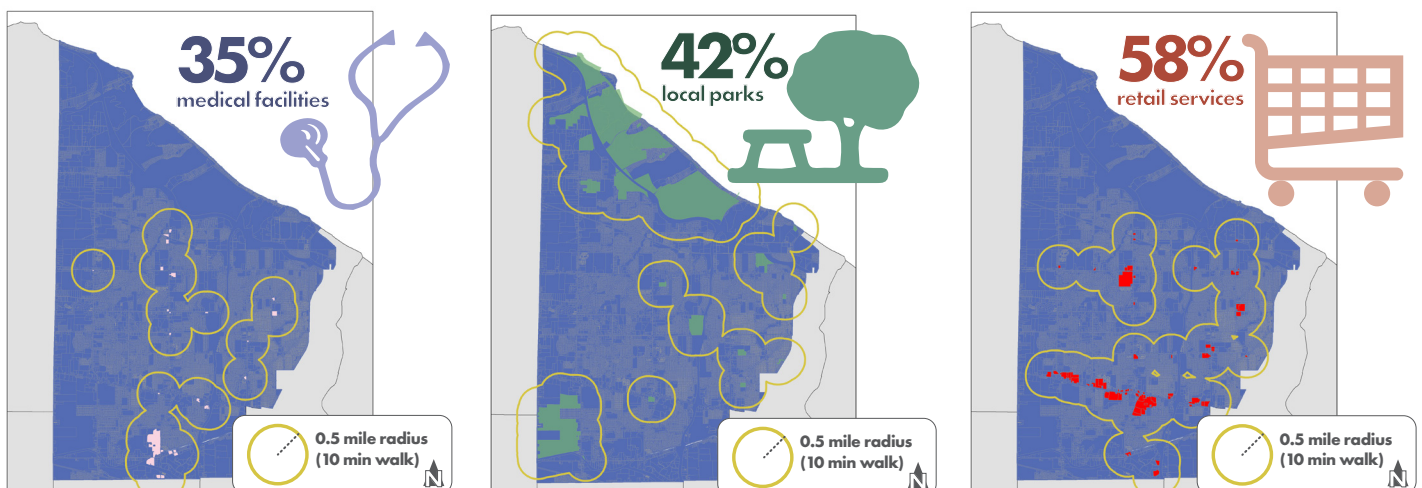 35%
medical facilities
0.5 mile radius
(10 min walk)
N
42%
local parks
0.5 mile radius
(10 min walk)
N
58%
retail services
0.5 mile radius
(10 min walk)
N